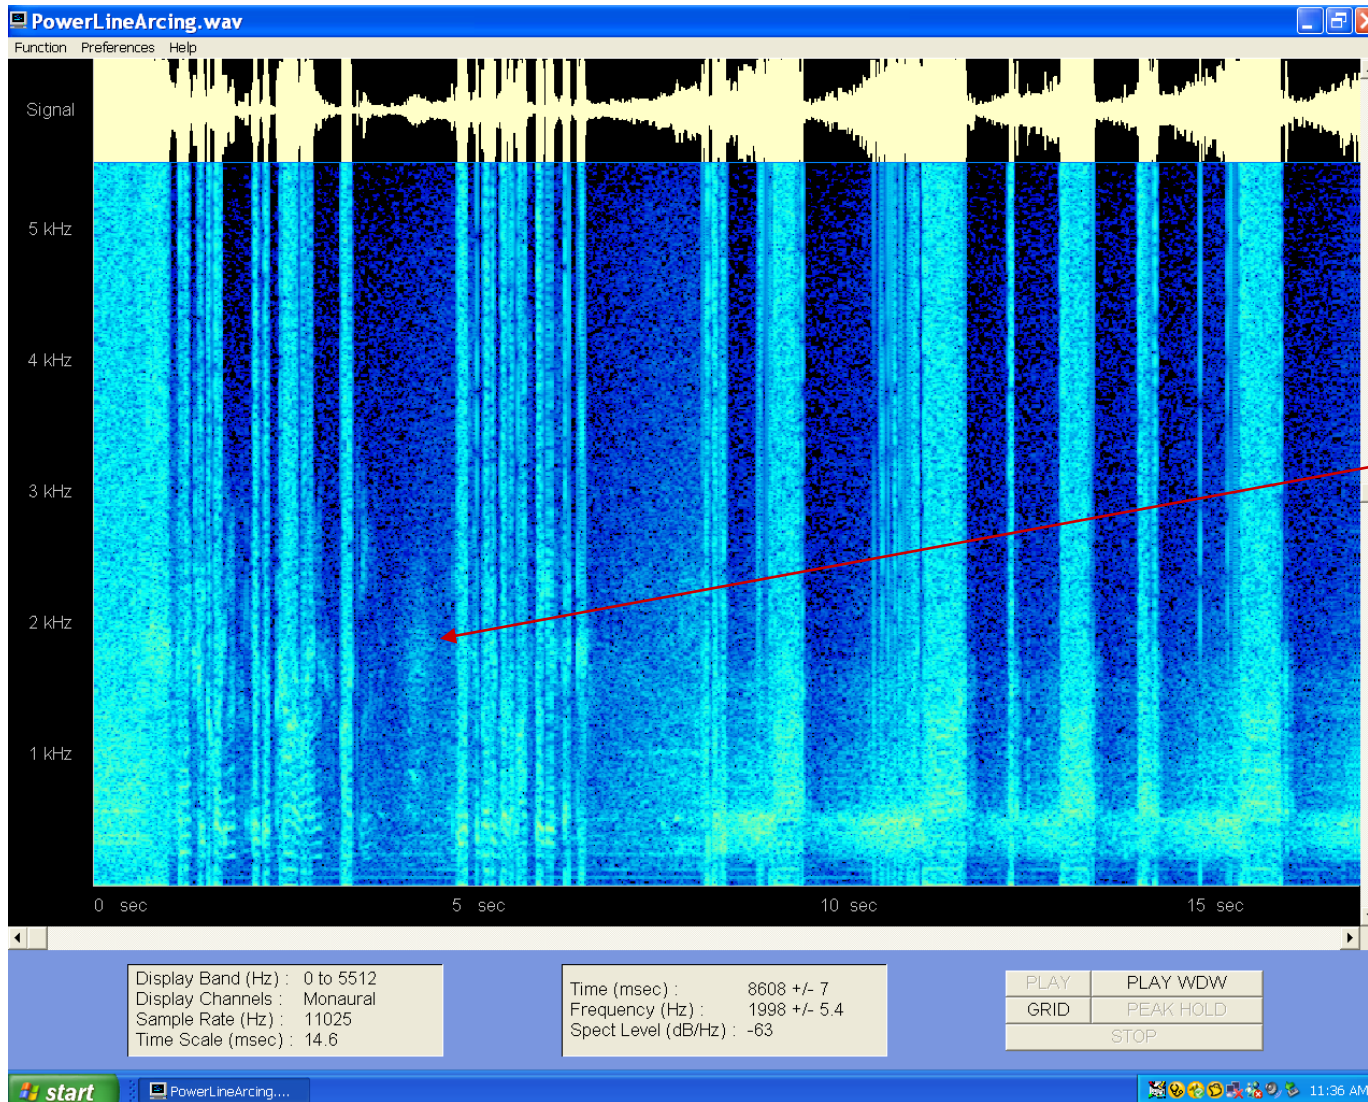 PowerLineArcing.wav
Function Preferences Help
Signal
5 kHz
4 kHz
3 kHz
2 kHz
1 kHz
0 sec 5 sec 10 sec 15 sec
Display Band (Hz) : 0 to 5512
Display Channels : Monaural
Sample Rate (Hz) : 11025
Time Scale (msec) : 14.6
Time (msec) : 8608 +/- 7
Frequency (Hz) : 1998 +/- 5.4
Spect Level (dB/Hz) : -63
PLAY PLAY WDW
GRID PEAK HOLD
STOP
start PowerLineArcing.... 11:36 AM